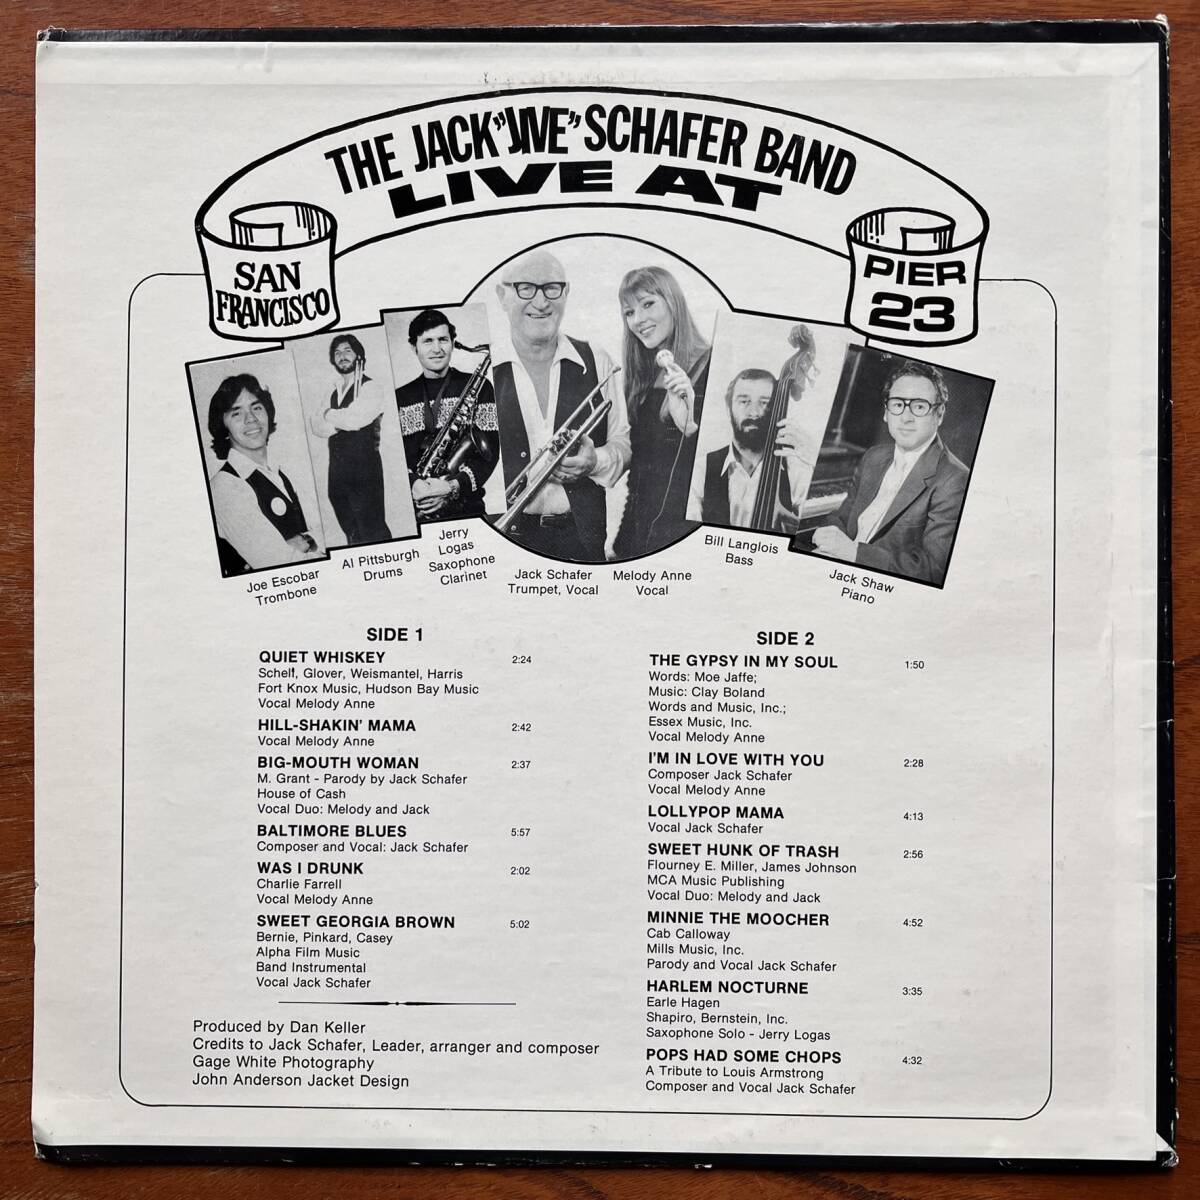 THE JACK "JIVE" SCHAFER BAND
LIVE AT
SAN
FRANCISCO
PIER
23
Joe Escobar
Trombone
Al Pittsburgh
Drums
Jerry
Logas
Saxophone
Clarinet
Jack Schafer
Trumpet, Vocal
Melody Anne
Vocal
Bill Langlois
Bass
Jack Shaw
Piano
SIDE 1
QUIET WHISKEY 2:24
Schelf, Glover, Weismantel, Harris
Fort Knox Music, Hudson Bay Music
Vocal Melody Anne
HILL-SHAKIN' MAMA 2:42
Vocal Melody Anne
BIG-MOUTH WOMAN 2:37
M. Grant - Parody by Jack Schafer
House of Cash
Vocal Duo: Melody and Jack
BALTIMORE BLUES 5:57
Composer and Vocal: Jack Schafer
WAS I DRUNK 2:02
Charlie Farrell
Vocal Melody Anne
SWEET GEORGIA BROWN 5:02
Bernie, Pinkard, Casey
Alpha Film Music
Band Instrumental
Vocal Jack Schafer
Produced by Dan Keller
Credits to Jack Schafer, Leader, arranger and composer
Gage White Photography
John Anderson Jacket Design
SIDE 2
THE GYPSY IN MY SOUL 1:50
Words: Moe Jaffe;
Music: Clay Boland
Words and Music, Inc.;
Essex Music, Inc.
Vocal Melody Anne
I'M IN LOVE WITH YOU 2:28
Composer Jack Schafer
Vocal Melody Anne
LOLLYPOP MAMA 4:13
Vocal Jack Schafer
SWEET HUNK OF TRASH 2:56
Flourney E. Miller, James Johnson
MCA Music Publishing
Vocal Duo: Melody and Jack
MINNIE THE MOOCHER 4:52
Cab Calloway
Mills Music, Inc.
Parody and Vocal Jack Schafer
HARLEM NOCTURNE 3:35
Earle Hagen
Shapiro, Bernstein, Inc.
Saxophone Solo - Jerry Logas
POPS HAD SOME CHOPS 4:32
A Tribute to Louis Armstrong
Composer and Vocal Jack Schafer